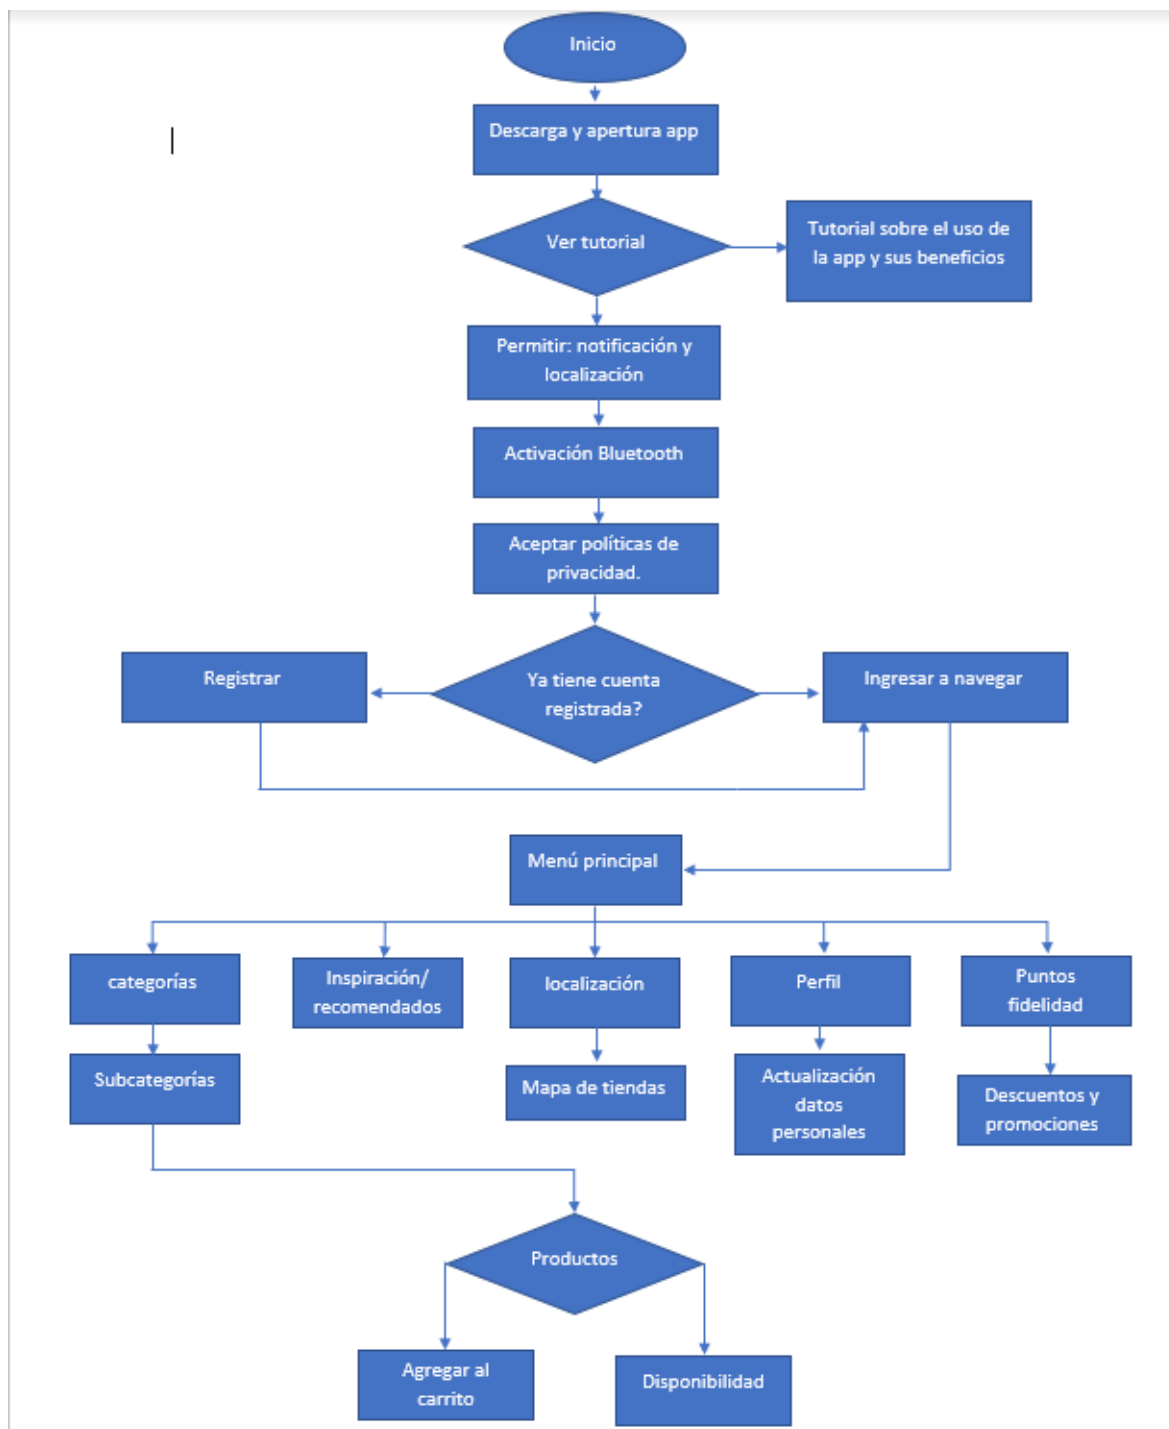 Inicio
Descarga y apertura app
Ver tutorial
Tutorial sobre el uso de
la app y sus beneficios
Permitir: notificación y
localización
Activación Bluetooth
Aceptar políticas de
privacidad.
Registrar
Ya tiene cuenta
registrada?
Ingresar a navegar
Menú principal
categorías
Inspiración/
recomendados
localización
Perfil
Puntos
fidelidad
Subcategorías
Mapa de tiendas
Actualización
datos
personales
Descuentos y
promociones
Productos
Agregar al
carrito
Disponibilidad